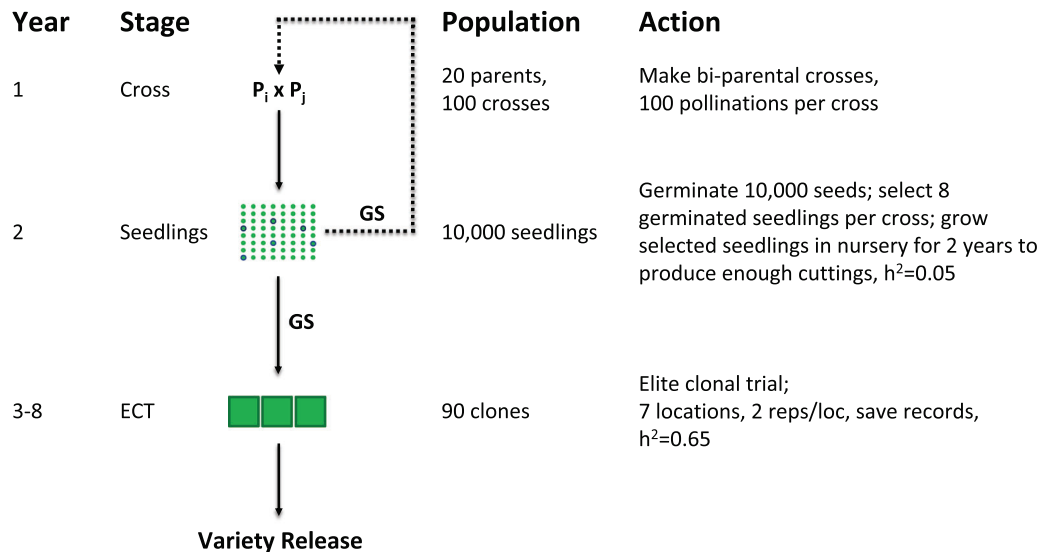 Year Stage Population Action
1 Cross Pᵢ x Pⱼ 20 parents,
100 crosses
Make bi-parental crosses,
100 pollinations per cross
2 Seedlings GS 10,000 seedlings
Germinate 10,000 seeds; select 8
germinated seedlings per cross; grow
selected seedlings in nursery for 2 years to
produce enough cuttings, h²=0.05
GS
3-8 ECT 90 clones
Elite clonal trial;
7 locations, 2 reps/loc, save records,
h²=0.65
Variety Release